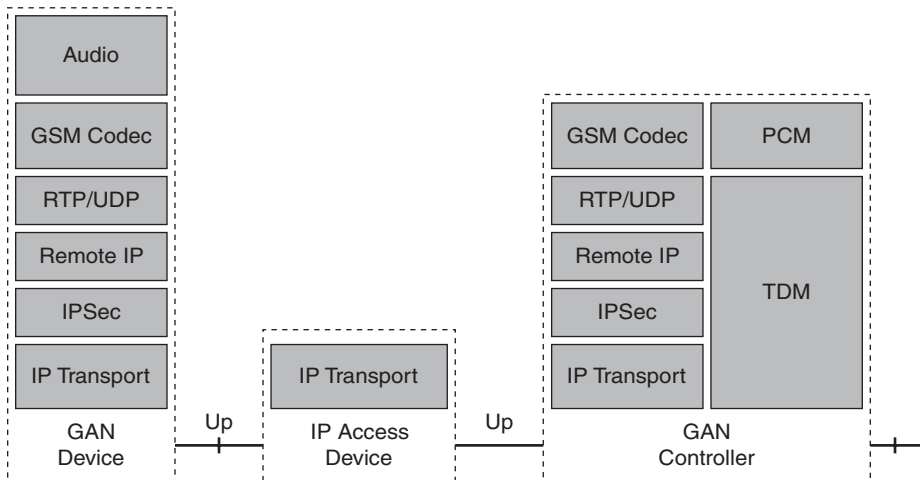 Audio
GSM Codec
RTP/UDP
Remote IP
IPSec
IP Transport
GAN
Device
Up
IP Transport
IP Access
Device
Up
GSM Codec
PCM
RTP/UDP
Remote IP
IPSec
IP Transport
TDM
GAN
Controller